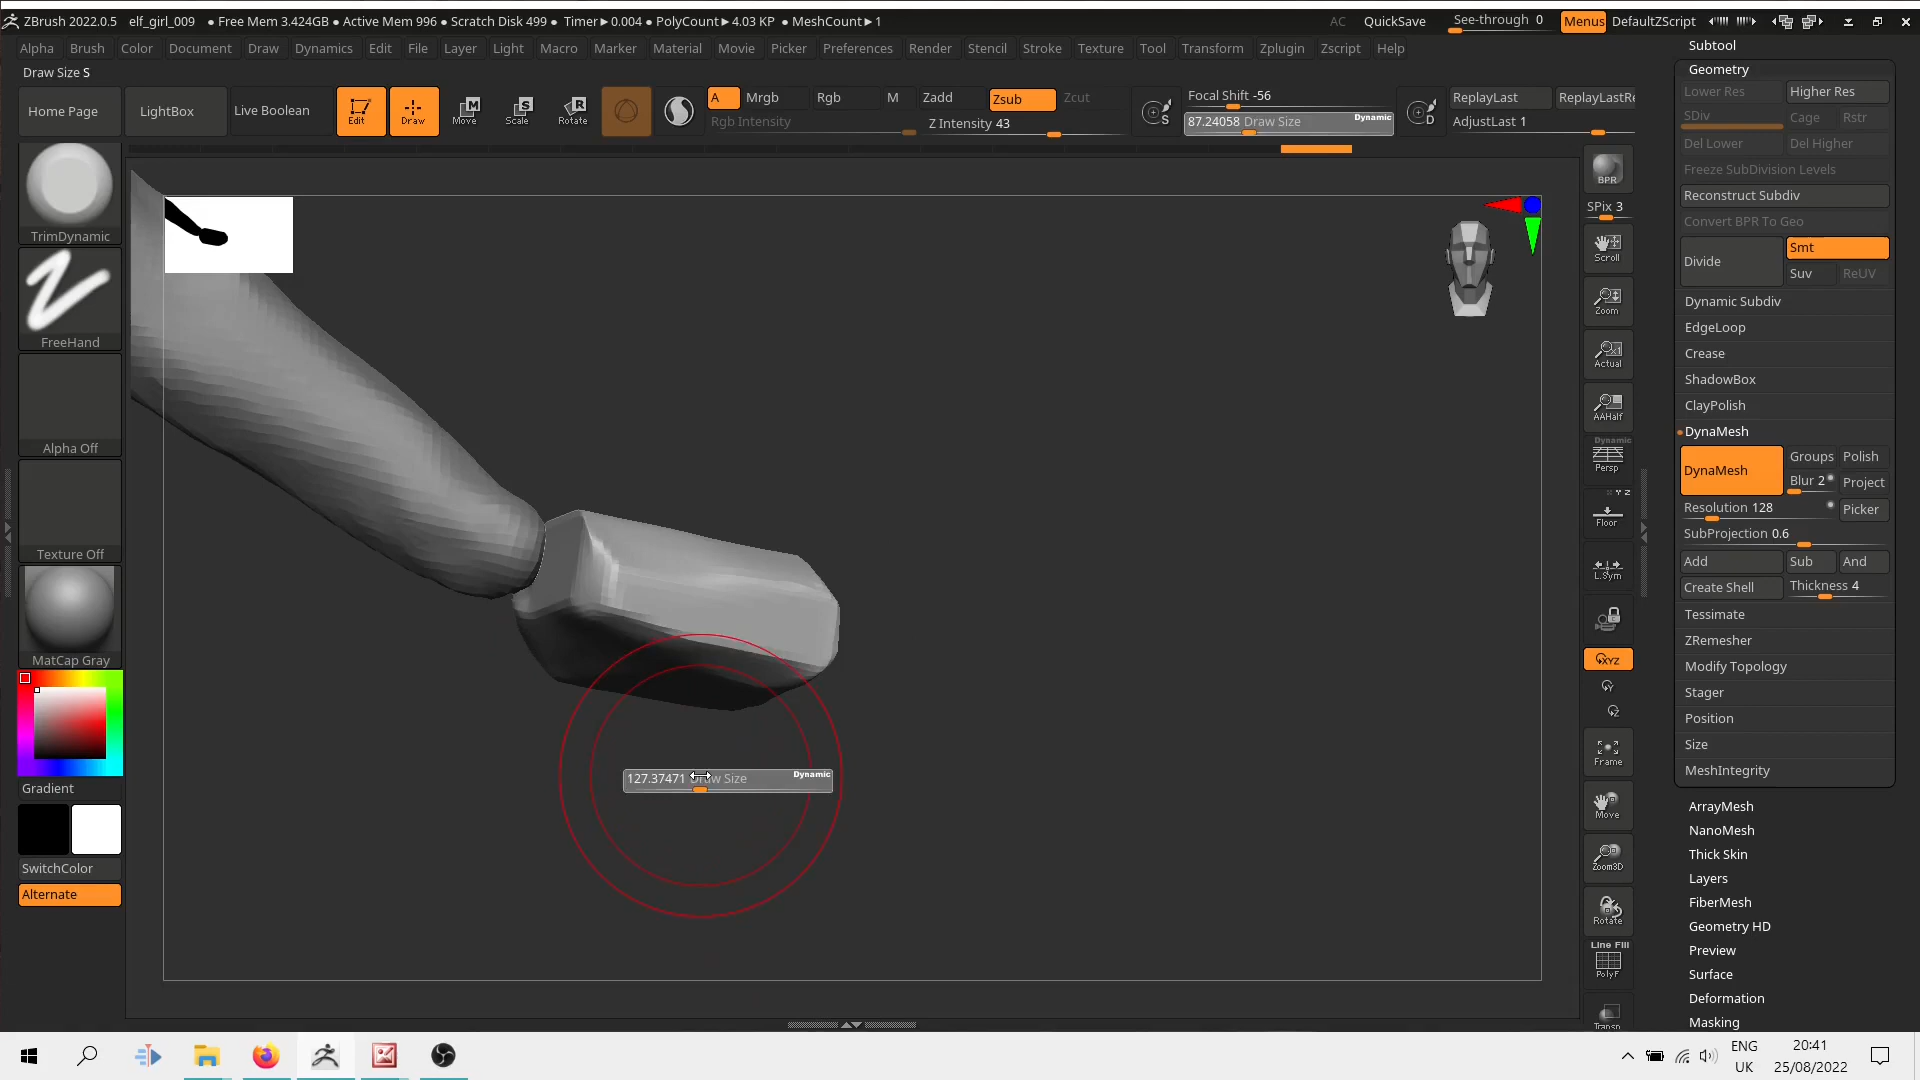 ZBrush 2022.0.5 elf_girl_009 • Free Mem 3.424GB • Active Mem 996 • Scratch Disk 499 • Timer►0.004 • PolyCount►4.03 KP • MeshCount►1 AC QuickSave See-through 0 Menus DefaultZScript
Alpha Brush Color Document Draw Dynamics Edit File Layer Light Macro Marker Material Movie Picker Preferences Render Stencil Stroke Texture Tool Transform Zplugin Zscript Help
Draw Size S
Home Page LightBox Live Boolean Edit Draw Move Scale Rotate
M S R
A Mrgb Rgb M Zadd Zsub Zcut
Rgb Intensity Z Intensity 43
S
Focal Shift -56
87.24058 Draw Size Dynamic
D
ReplayLast ReplayLastRe
AdjustLast 1
TrimDynamic
FreeHand
Alpha Off
Texture Off
MatCap Gray
Gradient
SwitchColor
Alternate
127.37471 Draw Size Dynamic
BPR
SPix 3
Scroll
Zoom
Actual
AAHalf
Dynamic
Persp
Y Z
Floor
L.Sym
XYZ
Y
Z
Frame
Move
Zoom3D
Rotate
Line Fill
PolyF
Transp
Subtool
Geometry
Lower Res Higher Res
SDiv Cage Rstr
Del Lower Del Higher
Freeze SubDivision Levels
Reconstruct Subdiv
Convert BPR To Geo
Divide Smt
Suv ReUV
Dynamic Subdiv
EdgeLoop
Crease
ShadowBox
ClayPolish
DynaMesh
DynaMesh Groups Polish
Blur 2 Project
Resolution 128 Picker
SubProjection 0.6
Add Sub And
Create Shell Thickness 4
Tessimate
ZRemesher
Modify Topology
Stager
Position
Size
MeshIntegrity
ArrayMesh
NanoMesh
Thick Skin
Layers
FiberMesh
Geometry HD
Preview
Surface
Deformation
Masking
ENG 20:41
UK 25/08/2022